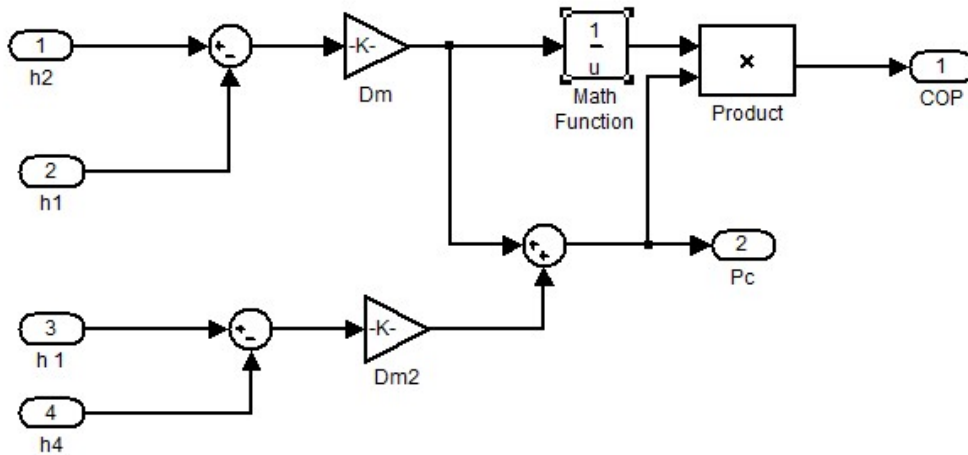 1
h2
+
-
-K-
Dm
1
u
Math
Function
×
Product
1
COP
2
h1
+
+
2
Pc
3
h 1
+
-
-K-
Dm2
4
h4